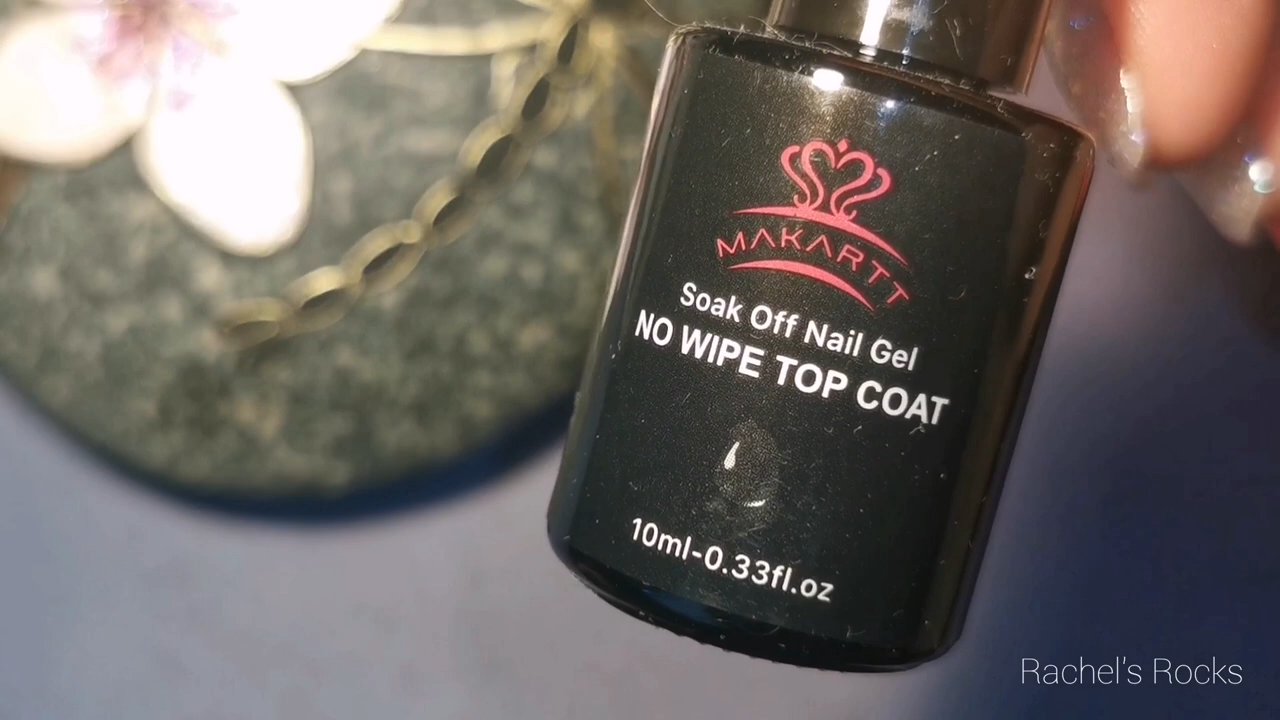 MAKARTT
Soak Off Nail Gel
NO WIPE TOP COAT
10ml-0.33fl.oz
Rachel's Rocks